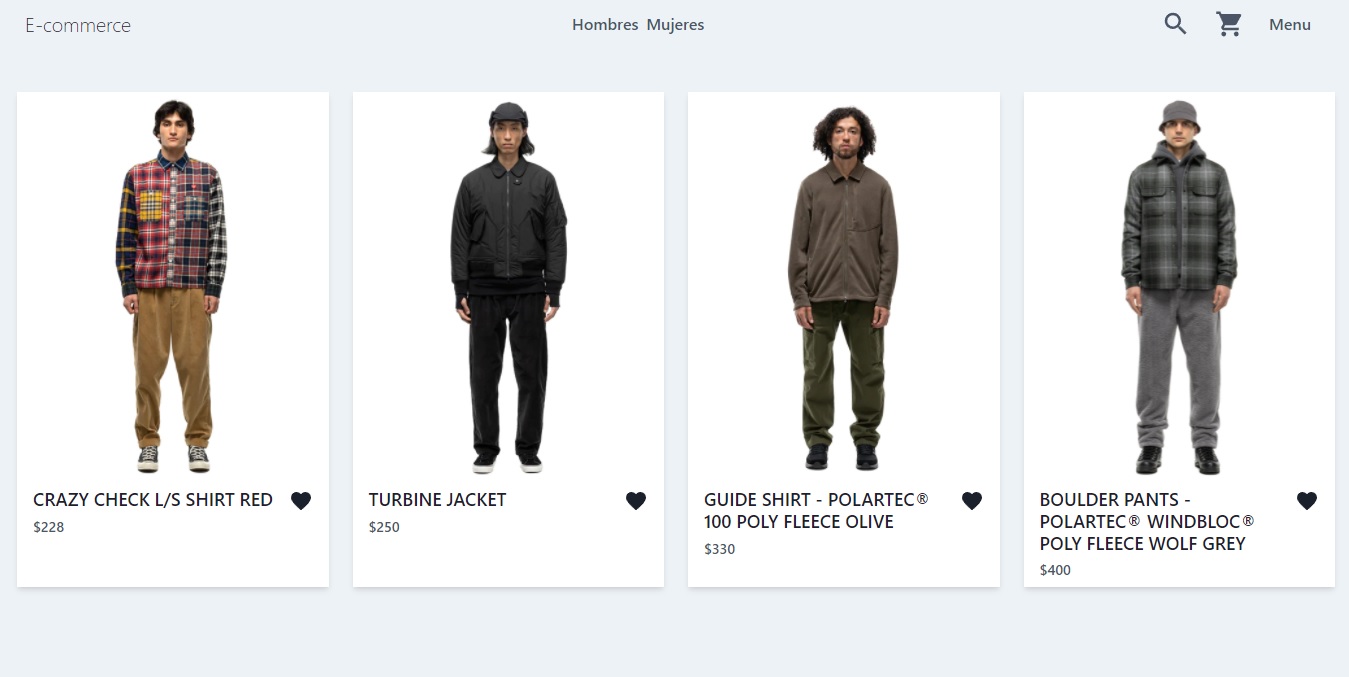 E-commerce
Hombres Mujeres
Menu
CRAZY CHECK L/S SHIRT RED
$228
TURBINE JACKET
$250
GUIDE SHIRT - POLARTEC®
100 POLY FLEECE OLIVE
$330
BOULDER PANTS -
POLARTEC® WINDBLOC®
POLY FLEECE WOLF GREY
$400